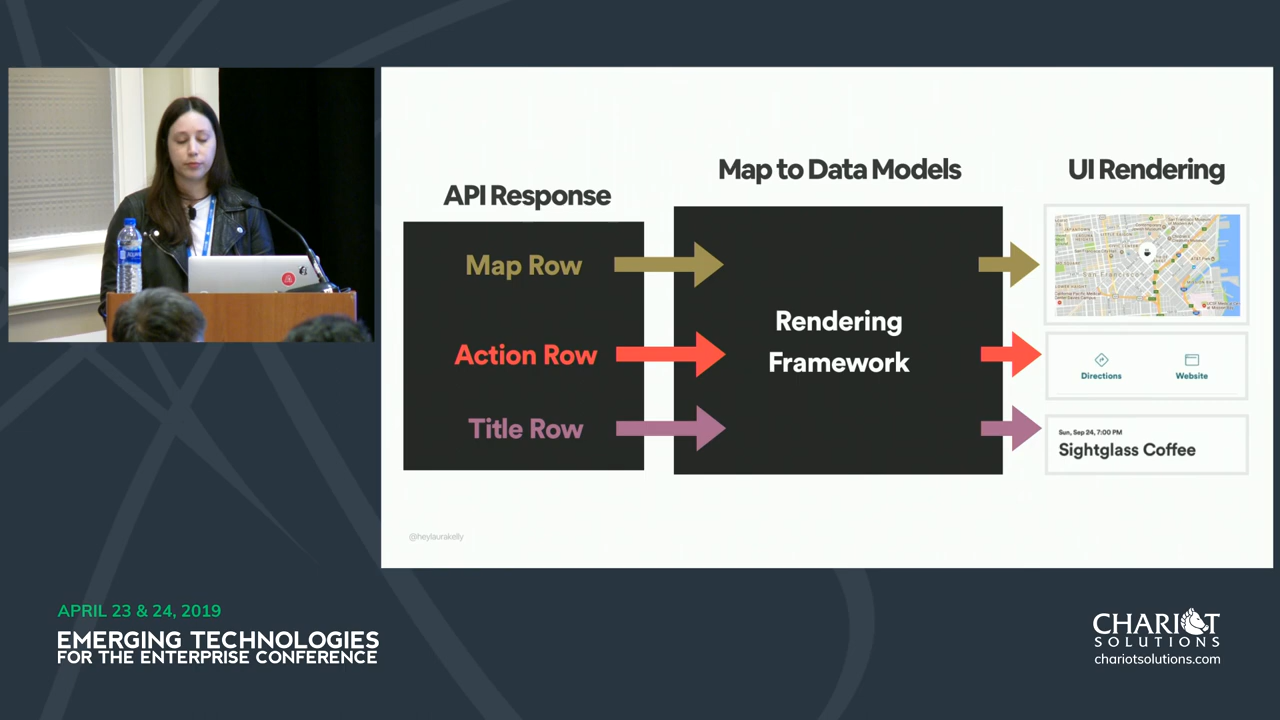 API Response
Map to Data Models
UI Rendering
Map Row
Action Row
Title Row
Rendering
Framework
Directions
Website
Sun, Sep 24, 7:00 PM
Sightglass Coffee
@heylaurakelly
APRIL 23 & 24, 2019
EMERGING TECHNOLOGIES
FOR THE ENTERPRISE CONFERENCE
CHARIOT
SOLUTIONS
chariotsolutions.com